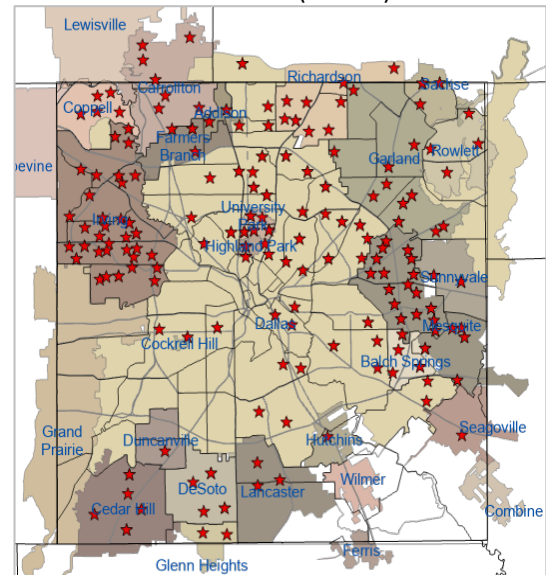 Lewisville
Richardson
Carrollton
Sachse
Coppell
Addison
Farmers
Branch
Garland
Rowlett
evine
University
Park
Irving
Highland Park
Sunnyvale
Dallas
Mesquite
Cockrell Hill
Balch Springs
Grand
Prairie
Duncanville
Hutchins
Seagoville
DeSoto
Lancaster
Wilmer
Cedar Hill
Combine
Ferris
Glenn Heights